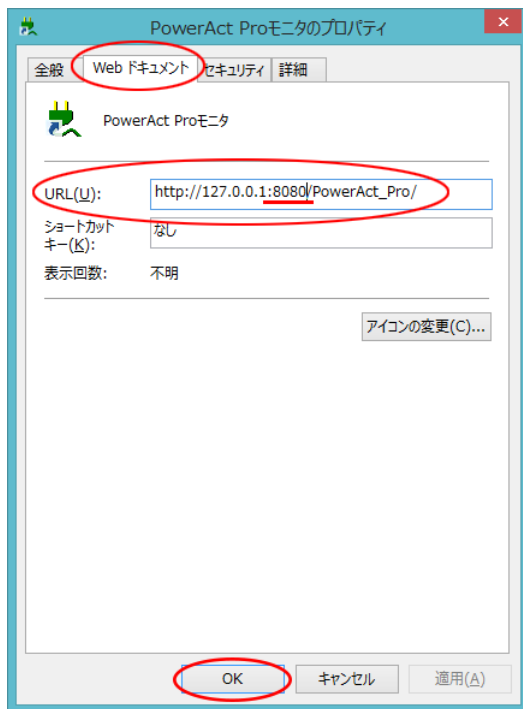 PowerAct Proモニタのプロパティ
全般 Web ドキュメント セキュリティ 詳細
PowerAct Proモニタ
URL(U): http://127.0.0.1:8080/PowerAct_Pro/
ショートカット
キー(K): なし
表示回数: 不明
アイコンの変更(C)...
OK キャンセル 適用(A)